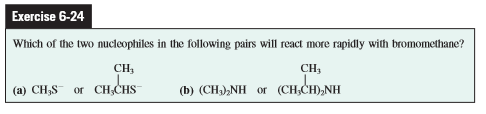 Exercise 6-24
Which of the two nucleophiles in the following pairs will react more rapidly with bromomethane?
CH₃ CH₃
(a) CH₃S⁻ or CH₃CHS⁻ (b) (CH₃)₂NH or (CH₃CH)₂NH